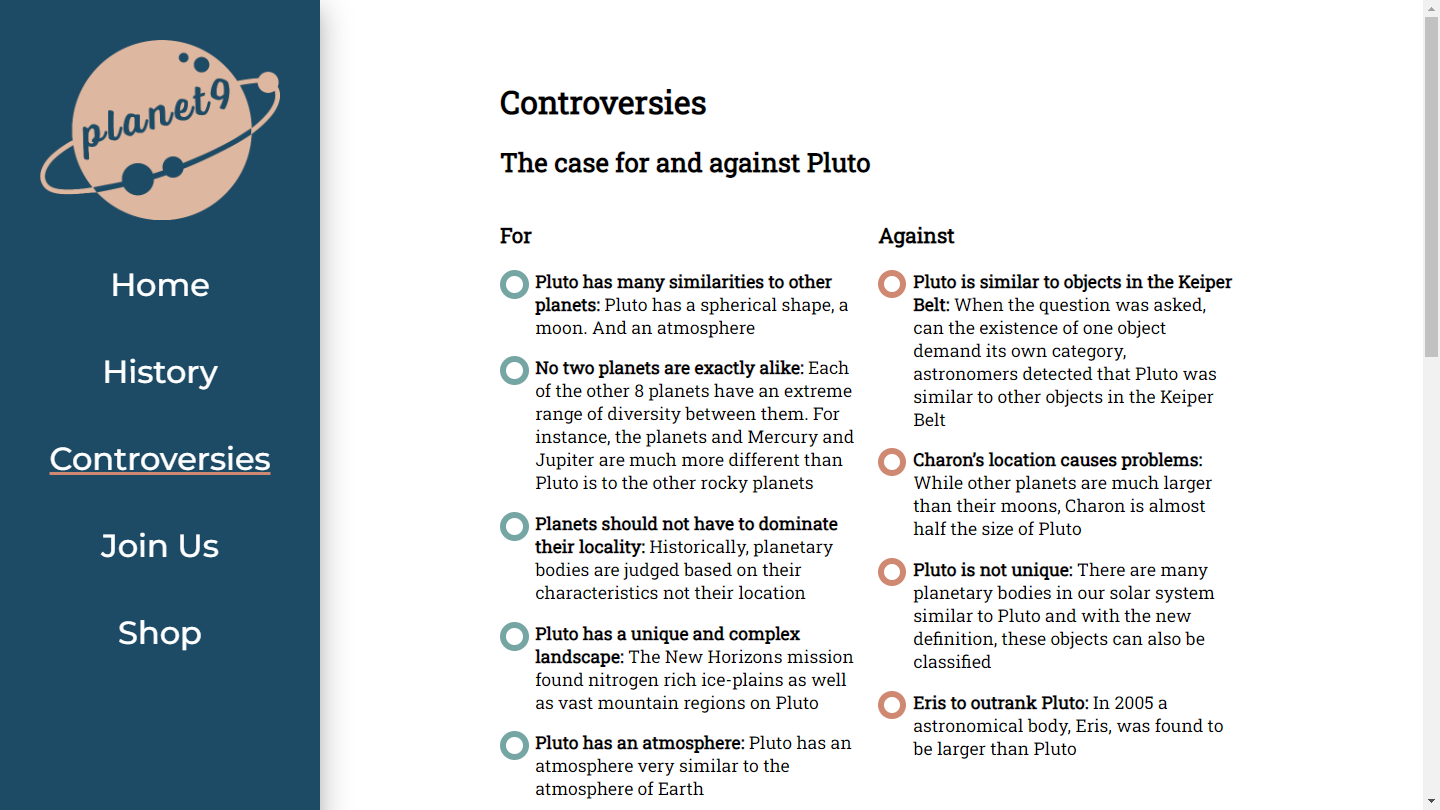 planet9
Home
History
Controversies
Join Us
Shop
Controversies
The case for and against Pluto
For
Pluto has many similarities to other
planets: Pluto has a spherical shape, a
moon. And an atmosphere
No two planets are exactly alike: Each
of the other 8 planets have an extreme
range of diversity between them. For
instance, the planets and Mercury and
Jupiter are much more different than
Pluto is to the other rocky planets
Planets should not have to dominate
their locality: Historically, planetary
bodies are judged based on their
characteristics not their location
Pluto has a unique and complex
landscape: The New Horizons mission
found nitrogen rich ice-plains as well
as vast mountain regions on Pluto
Pluto has an atmosphere: Pluto has an
atmosphere very similar to the
atmosphere of Earth
Against
Pluto is similar to objects in the Keiper
Belt: When the question was asked,
can the existence of one object
demand its own category,
astronomers detected that Pluto was
similar to other objects in the Keiper
Belt
Charon’s location causes problems:
While other planets are much larger
than their moons, Charon is almost
half the size of Pluto
Pluto is not unique: There are many
planetary bodies in our solar system
similar to Pluto and with the new
definition, these objects can also be
classified
Eris to outrank Pluto: In 2005 a
astronomical body, Eris, was found to
be larger than Pluto